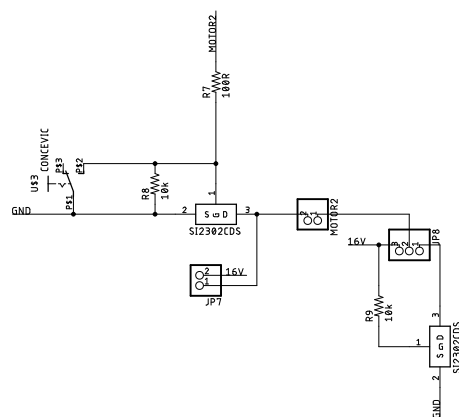 MOTOR2
R7
100R
U$3
CONCEVIC
P$3
P$2
P$1
R8
10k
GND
2
1
S G D
3
SI2302CDS
2
1
MOTOR2
16V
3
2
1
JP8
2
1
16V
JP7
R9
10k
3
1
S G D
2
SI2302CDS
GND